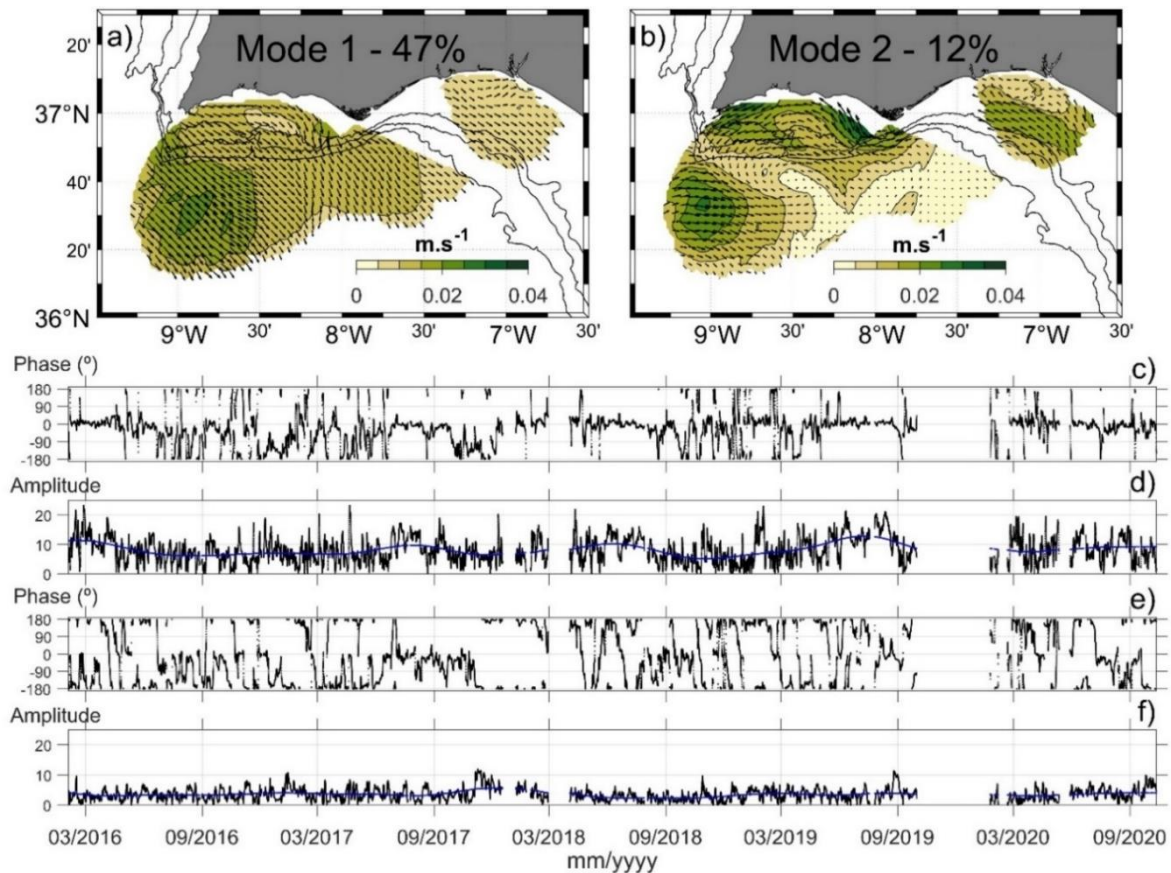 a)
Mode 1 - 47%
b)
Mode 2 - 12%
20'
37°N
40'
20'
36°N
m.s⁻¹
0 0.02 0.04
m.s⁻¹
0 0.02 0.04
9°W 30' 8°W 30' 7°W 30'
9°W 30' 8°W 30' 7°W 30'
Phase (º)
c)
180
90
0
-90
-180
Amplitude
d)
20
10
0
Phase (º)
e)
180
90
0
-90
-180
Amplitude
f)
20
10
0
03/2016 09/2016 03/2017 09/2017 03/2018 09/2018 03/2019 09/2019 03/2020 09/2020
mm/yyyy